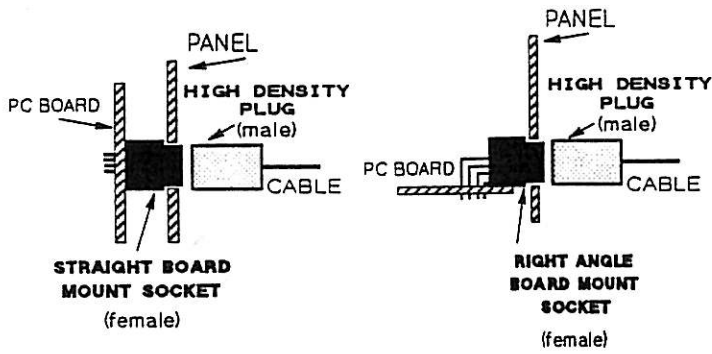 PANEL
PC BOARD
HIGH DENSITY
PLUG
(male)
CABLE
STRAIGHT BOARD
MOUNT SOCKET
(female)
PANEL
HIGH DENSITY
PLUG
(male)
PC BOARD
CABLE
RIGHT ANGLE
BOARD MOUNT
SOCKET
(female)